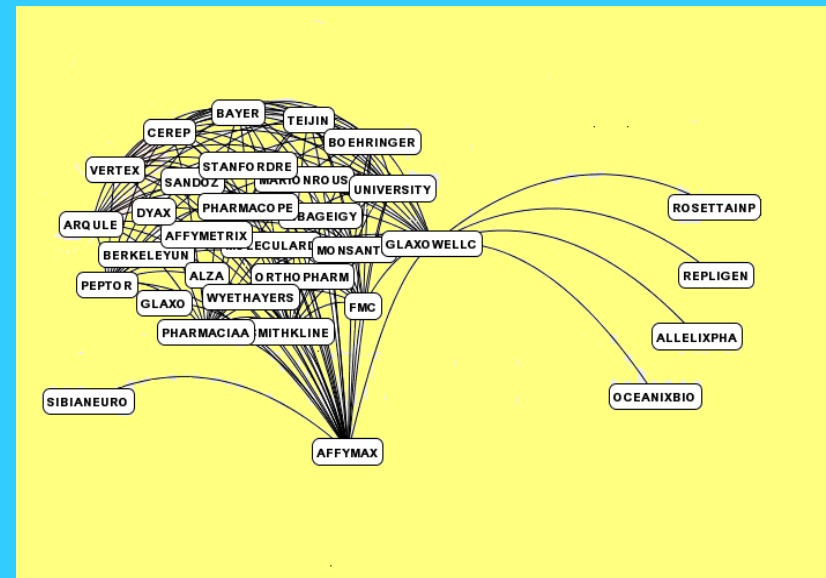 BAYER
TEIJIN
CEREP
BOEHRINGER
STANFORDRE
VERTEX
MARIONROUS
SANDOZ
UNIVERSITY
PHARMACOPE
DYAX
BAGEIGY
ARQULE
AFFYMETRIX
MOLECULARD
MONSANT
GLAXOWELLC
BERKELEYUN
ALZA
ORTHOPHARM
PEPTOR
WYETHAYERS
GLAXO
FMC
PHARMACIAA
MITHKLINE
ROSETTAINP
REPLIGEN
ALLELIXPHA
OCEANIXBIO
SIBIANEURO
AFFYMAX